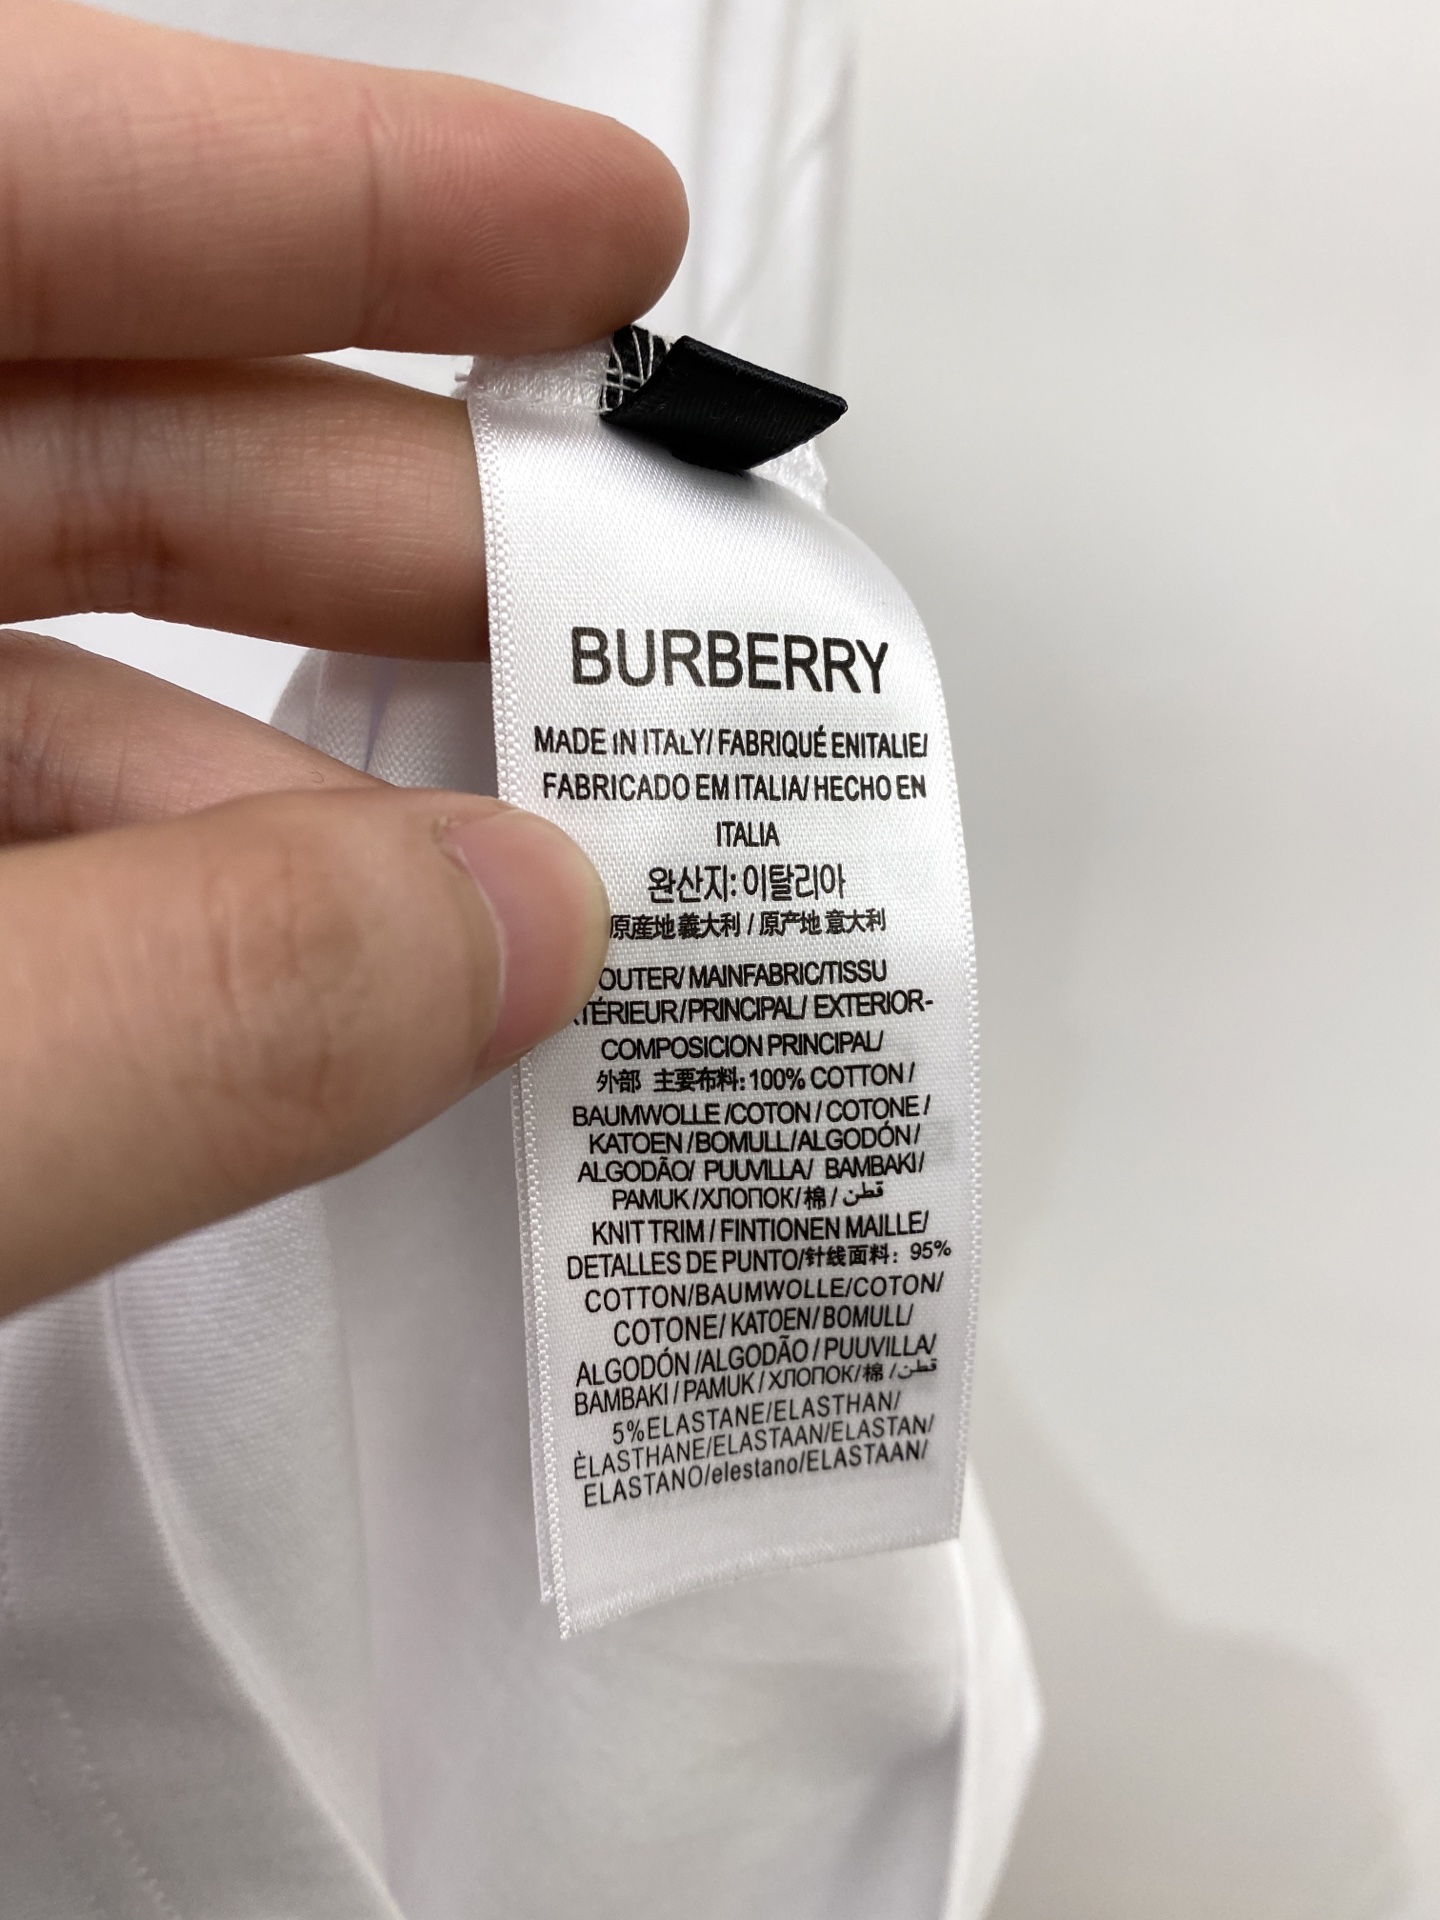 BURBERRY
MADE IN ITALY/ FABRIQUÉ ENITALIE/
FABRICADO EM ITALIA/ HECHO EN
ITALIA
완산지: 이탈리아
原産地 義大利 / 原产地 意大利
OUTER/ MAINFABRIC/TISSU
TÉRIEUR/PRINCIPAL/ EXTERIOR-
COMPOSICION PRINCIPAL/
外部 主要布料: 100% COTTON /
BAUMWOLLE /COTON / COTONE /
KATOEN /BOMULL/ALGODÓN /
ALGODÃO/ PUUVILLA/ BAMBAKI/
PAMUK /ХЛОПОК/ 棉 / قطن
KNIT TRIM / FINTIONEN MAILLE/
DETALLES DE PUNTO/针线面料: 95%
COTTON/BAUMWOLLE/COTON/
COTONE/ KATOEN/ BOMULL/
ALGODÓN /ALGODÃO / PUUVILLA/
BAMBAKI / PAMUK / ХЛОПОК/ 棉 / قطن
5%ELASTANE/ELASTHAN/
ÈLASTHANE/ELASTAAN/ELASTAN/
ELASTANO/elestano/ELASTAAN/